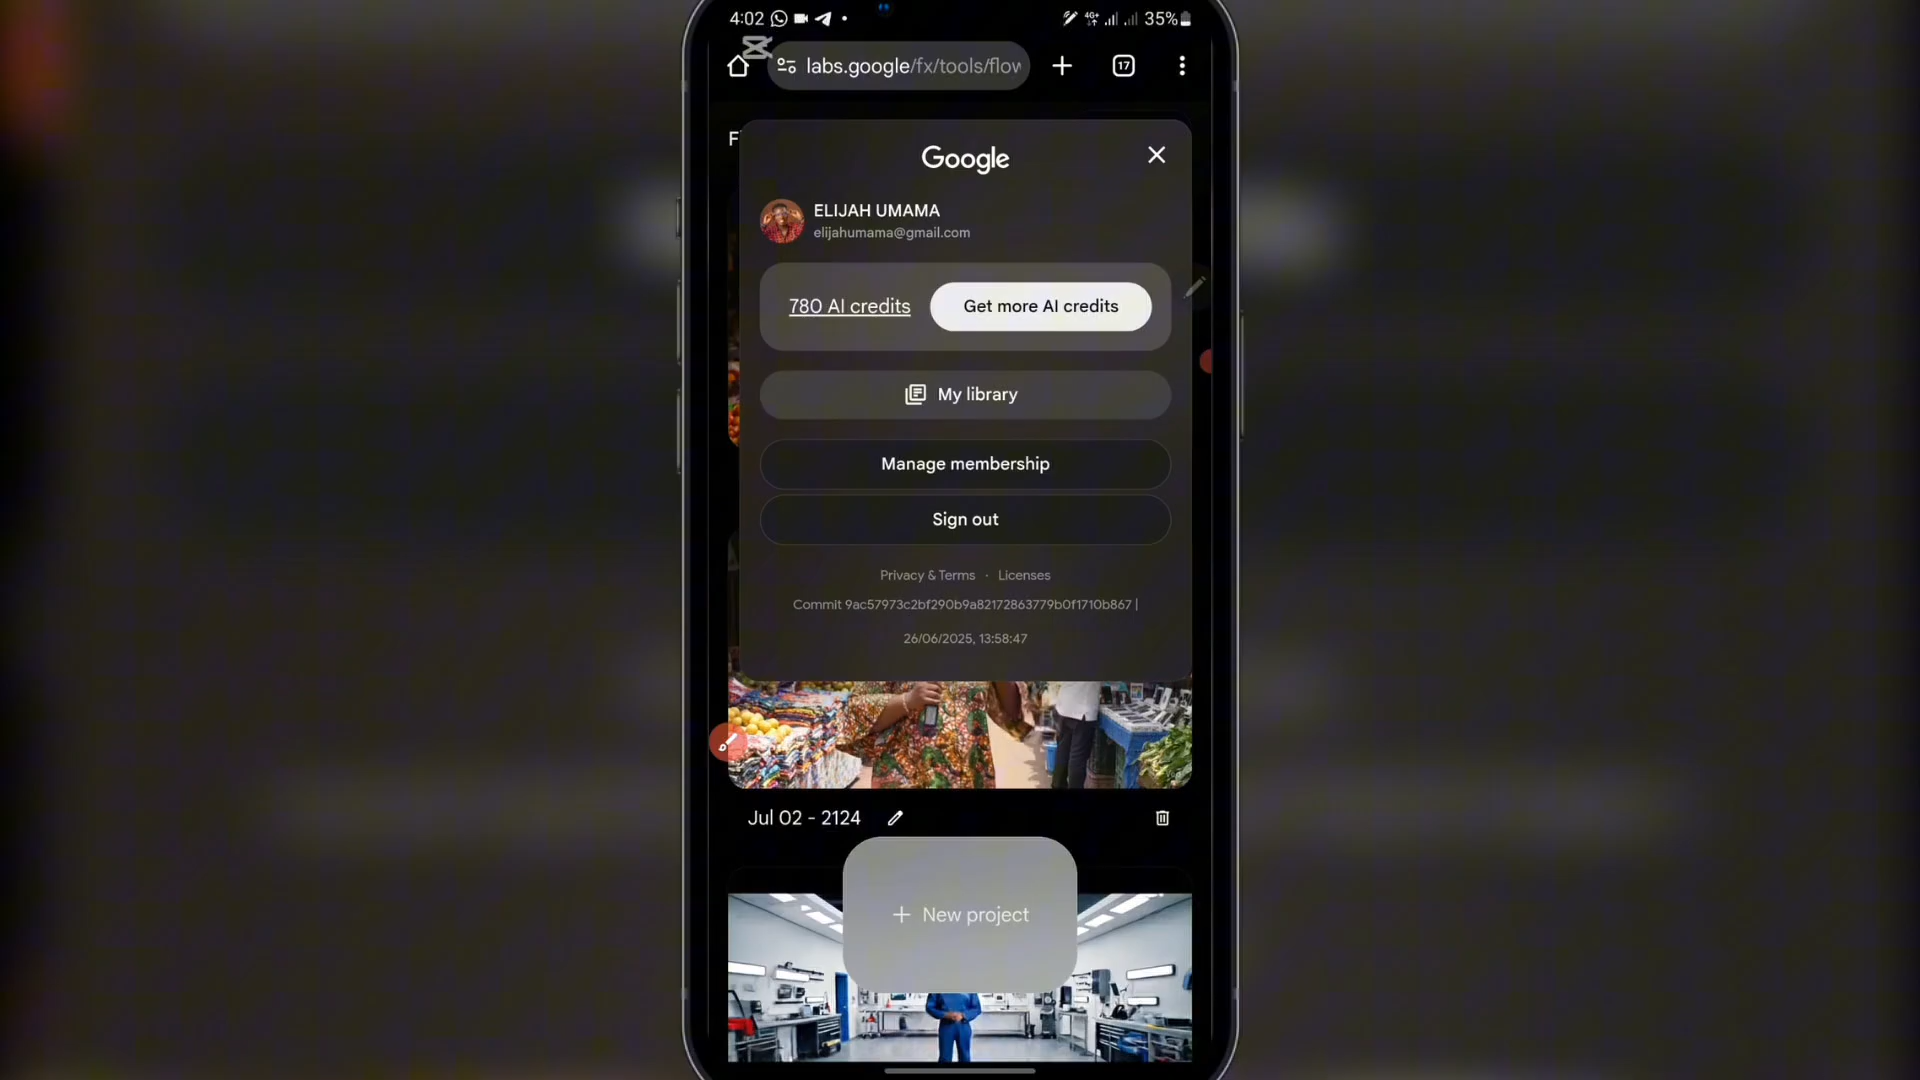 4:02
4G+
35%
labs.google/fx/tools/flow
17
F
Google
ELIJAH UMAMA
elijahumama@gmail.com
780 AI credits
Get more AI credits
My library
Manage membership
Sign out
Privacy & Terms · Licenses
Commit 9ac57973c2bf290b9a82172863779b0f1710b867 |
26/06/2025, 13:58:47
Jul 02 - 2124
+ New project